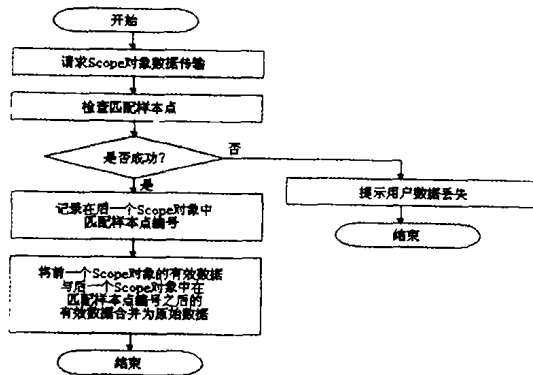 开始
请求Scope对象数据传输
检查匹配样本点
是否成功?
否
是
记录在后一个Scope对象中
匹配样本点编号
提示用户数据丢失
结束
将前一个Scope对象的有效数据
与后一个Scope对象中在
匹配样本点编号之后的
有效数据合并为原始数据
结束